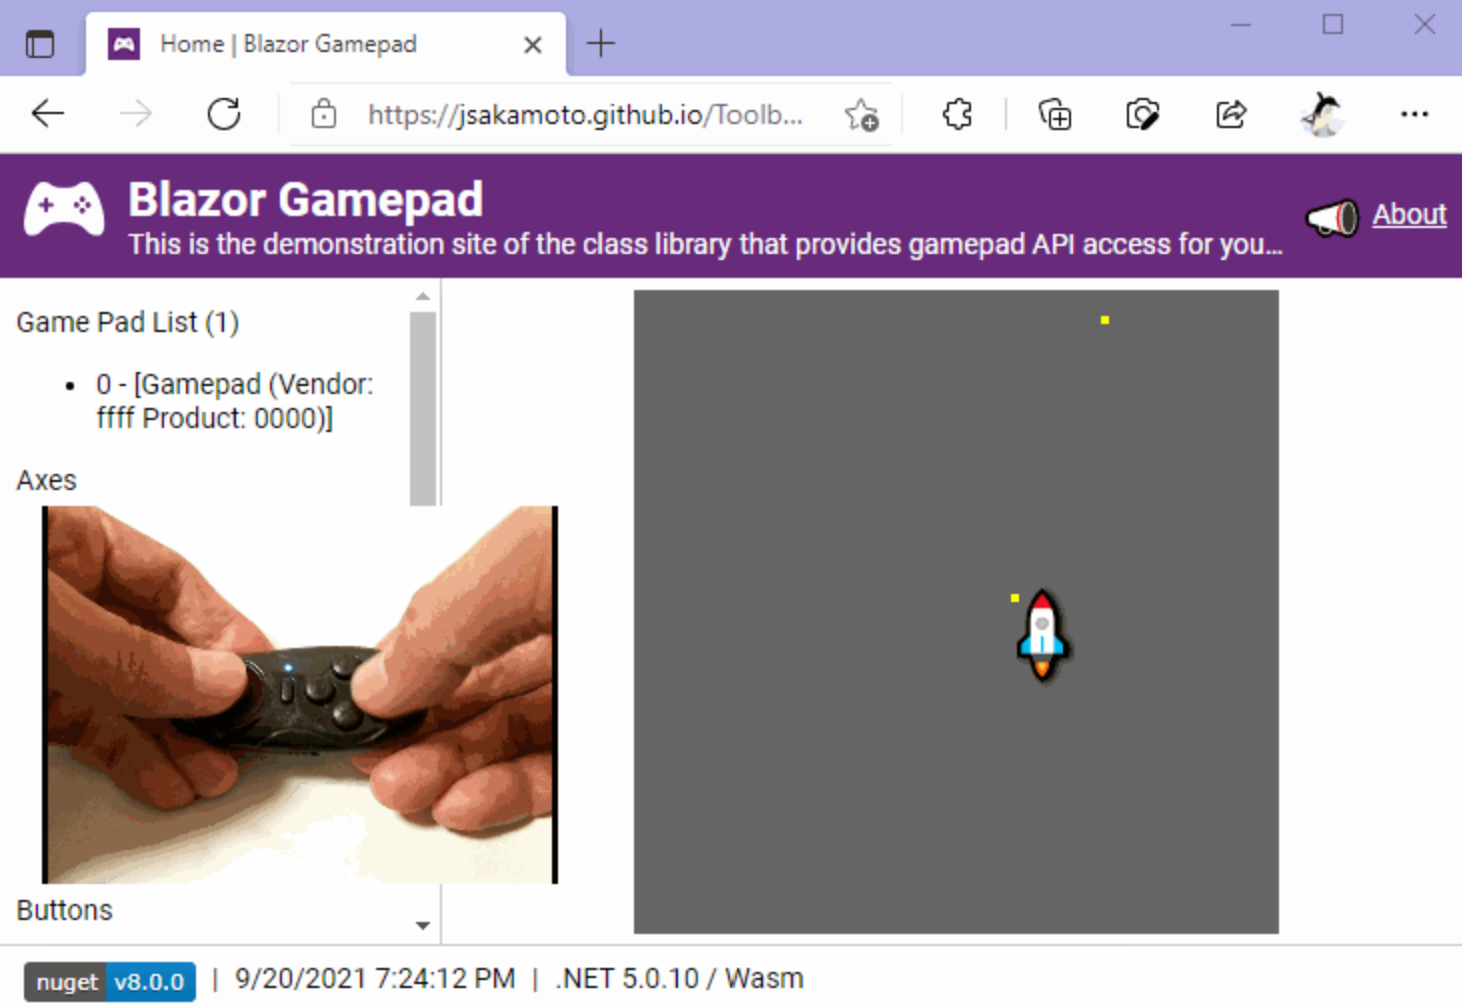 Home | Blazor Gamepad
https://jsakamoto.github.io/Toolb...
Blazor Gamepad
This is the demonstration site of the class library that provides gamepad API access for you...
About
Game Pad List (1)
0 - [Gamepad (Vendor:
ffff Product: 0000)]
Axes
Buttons
nuget v8.0.0 | 9/20/2021 7:24:12 PM | .NET 5.0.10 / Wasm